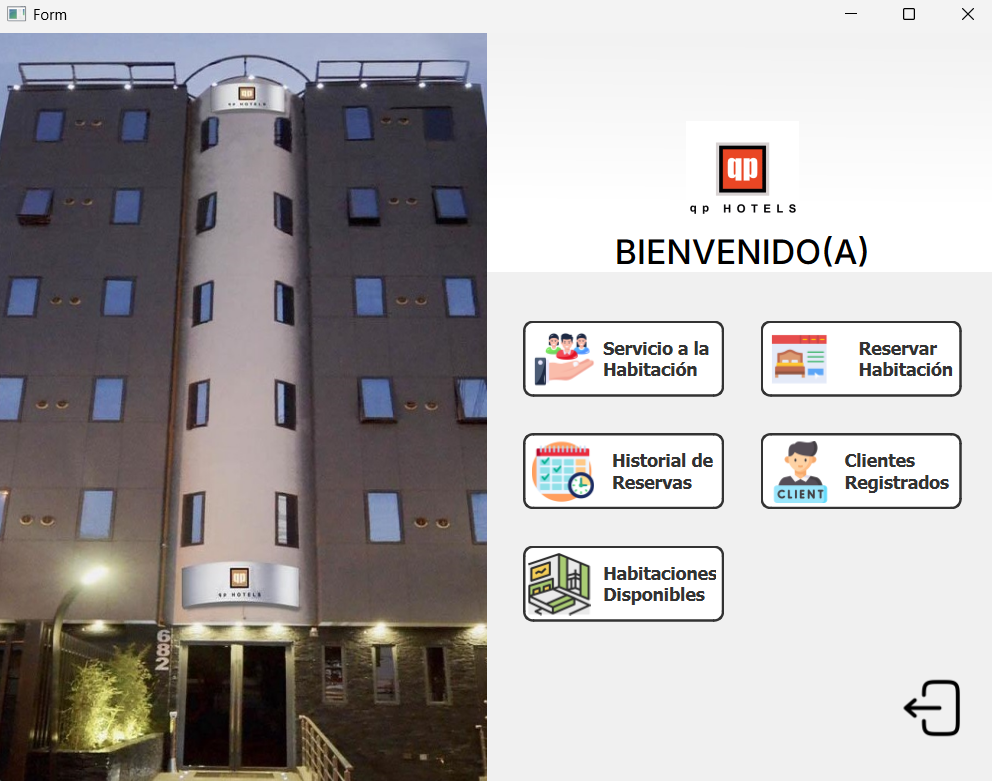 Form
qp
qp HOTELS
qp
qp HOTELS
682
qp
qp HOTELS
BIENVENIDO(A)
Servicio a la
Habitación
Reservar
Habitación
Historial de
Reservas
CLIENT
Clientes
Registrados
Habitaciones
Disponibles